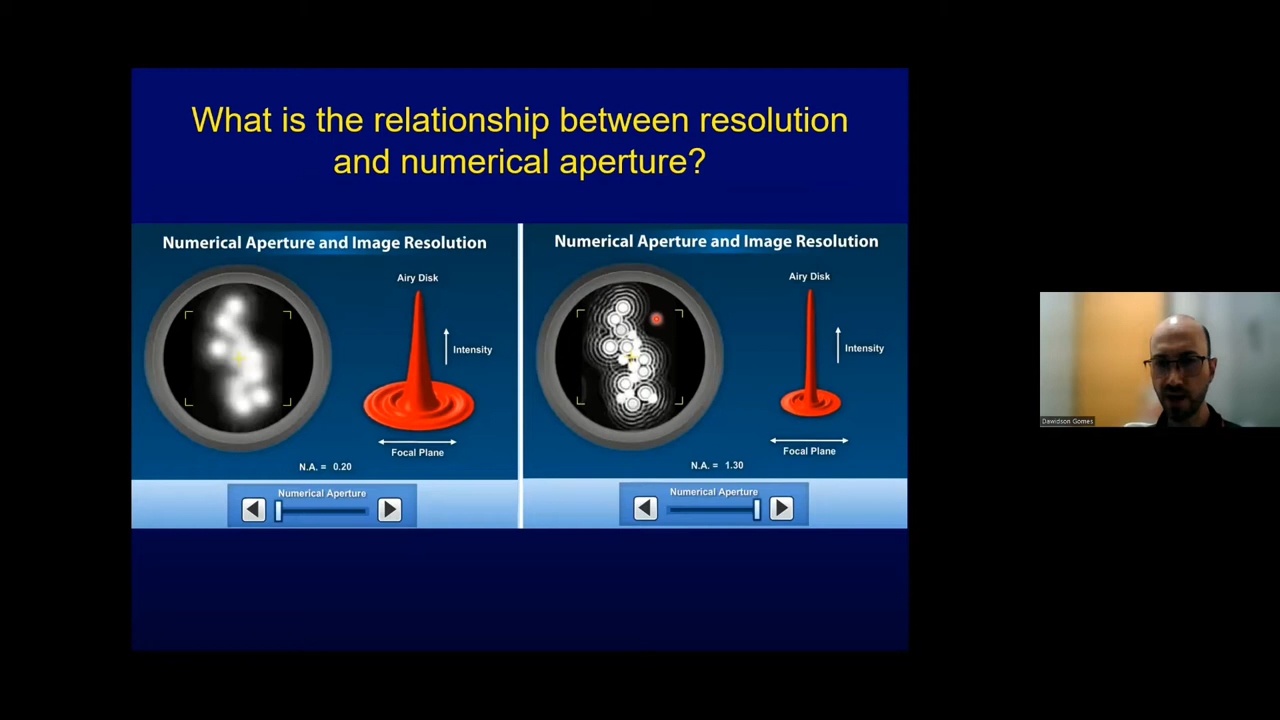 What is the relationship between resolution
and numerical aperture?
Numerical Aperture and Image Resolution
Airy Disk
Intensity
Focal Plane
N.A. = 0.20
Numerical Aperture
Numerical Aperture and Image Resolution
Airy Disk
Intensity
Focal Plane
N.A. = 1.30
Numerical Aperture
Dawidson Gomes